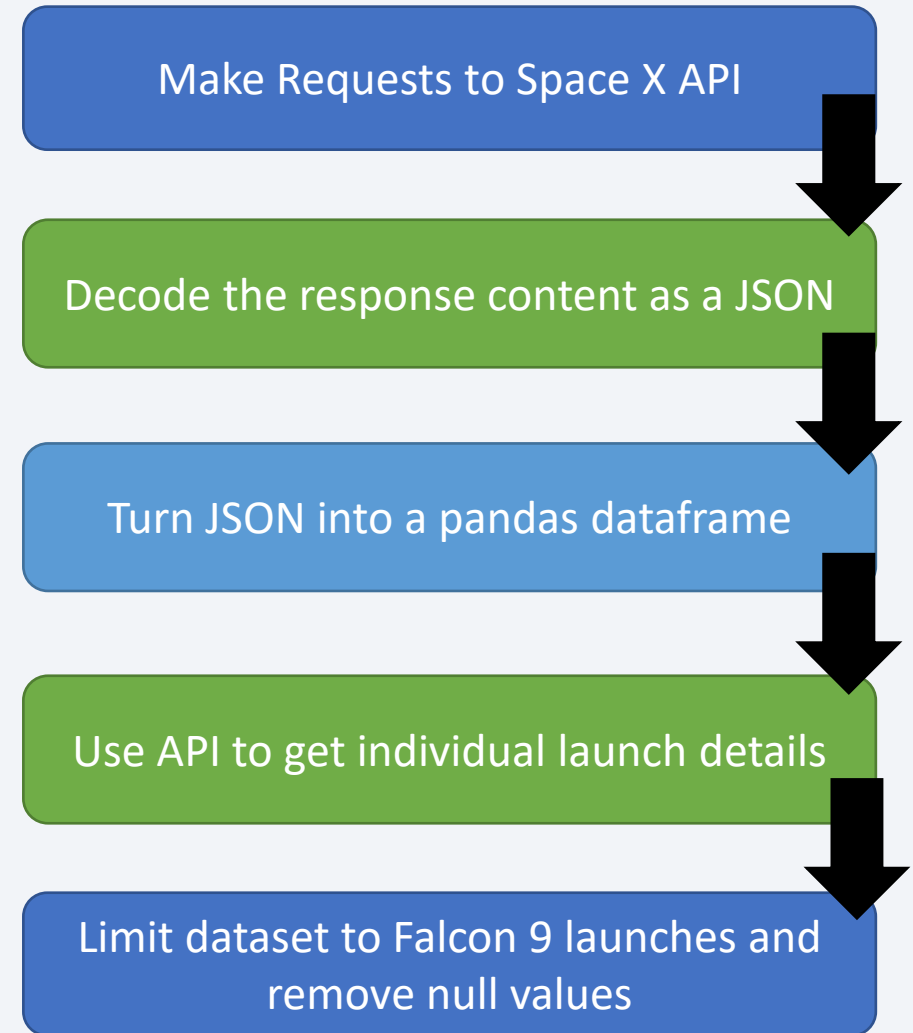 Make Requests to Space X API
Decode the response content as a JSON
Turn JSON into a pandas dataframe
Use API to get individual launch details
Limit dataset to Falcon 9 launches and
remove null values